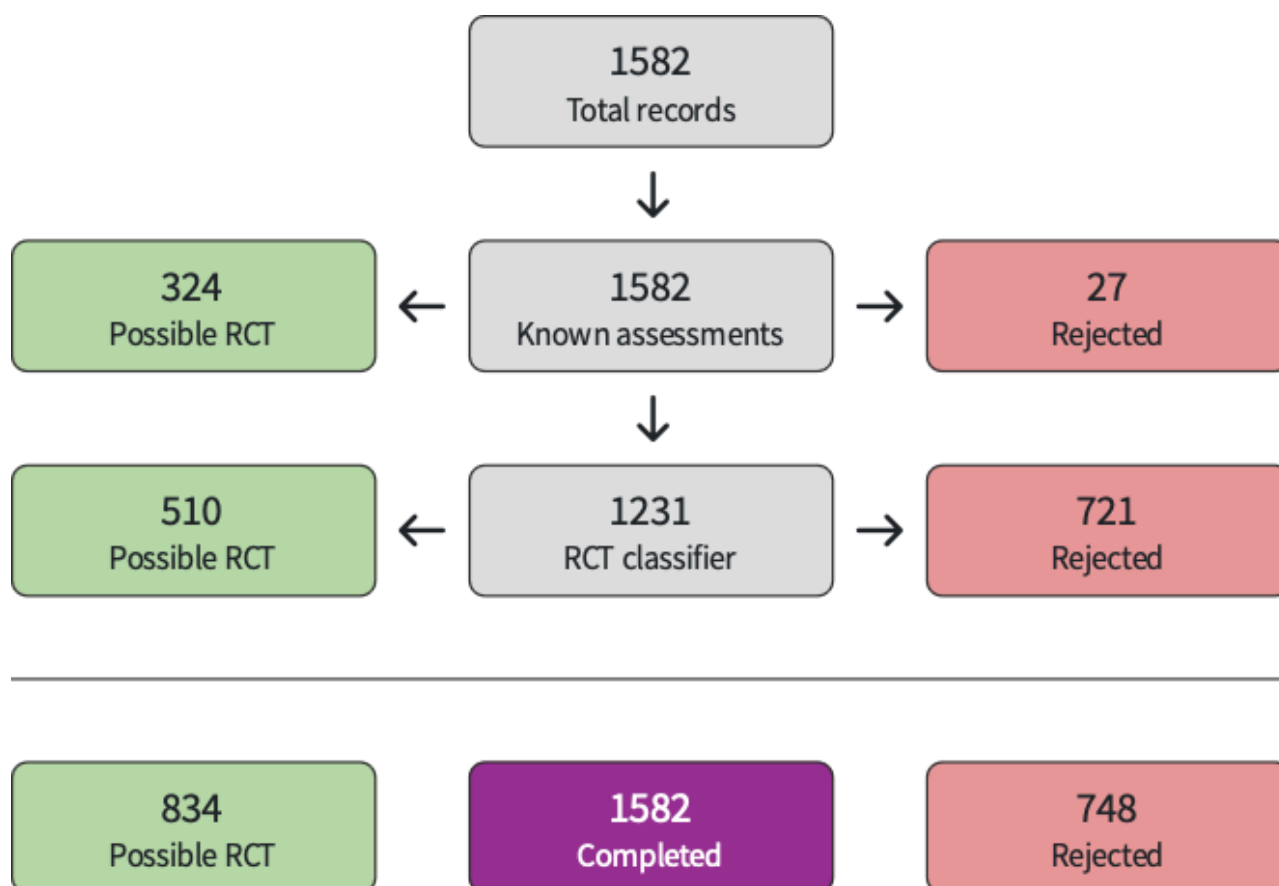 1582
Total records
324
Possible RCT
1582
Known assessments
27
Rejected
510
Possible RCT
1231
RCT classifier
721
Rejected
834
Possible RCT
1582
Completed
748
Rejected